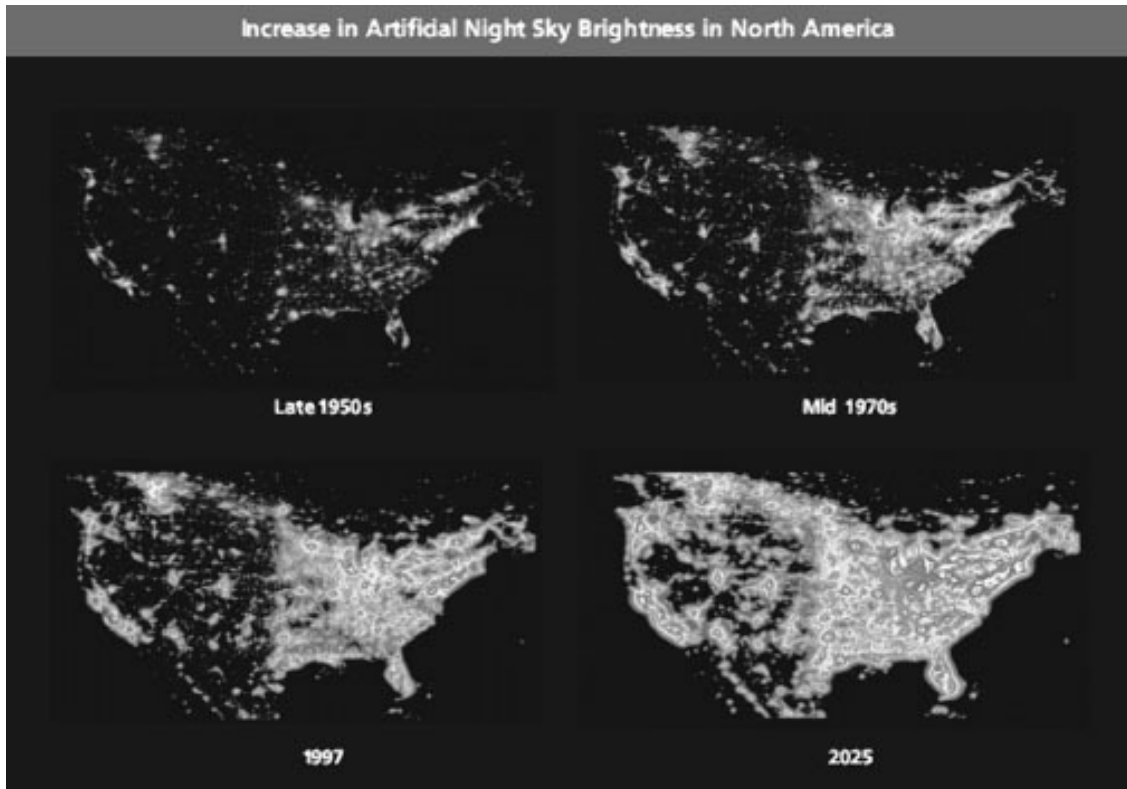 Increase in Artificial Night Sky Brightness in North America
Late 1950s
Mid 1970s
1997
2025